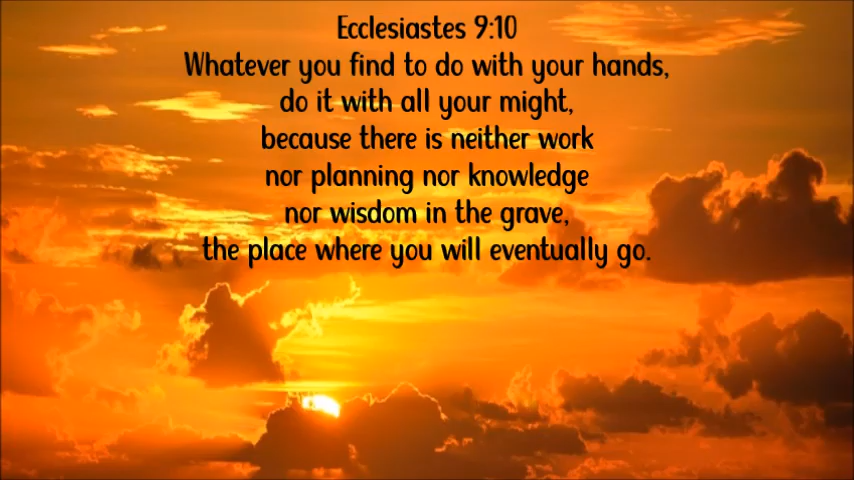 Ecclesiastes 9:10
Whatever you find to do with your hands,
do it with all your might,
because there is neither work
nor planning nor knowledge
nor wisdom in the grave,
the place where you will eventually go.